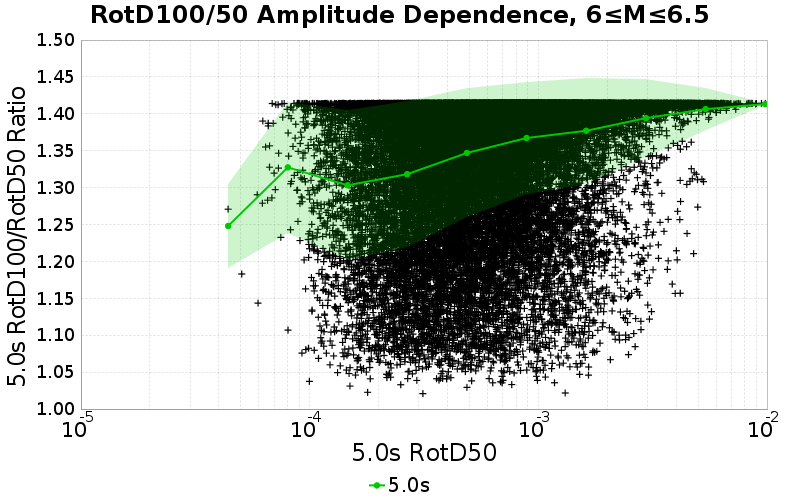 RotD100/50 Amplitude Dependence, 6≤M≤6.5
5.0s RotD100/RotD50 Ratio
1.50
1.45
1.40
1.35
1.30
1.25
1.20
1.15
1.10
1.05
1.00
10^-5 10^-4 10^-3 10^-2
5.0s RotD50
5.0s